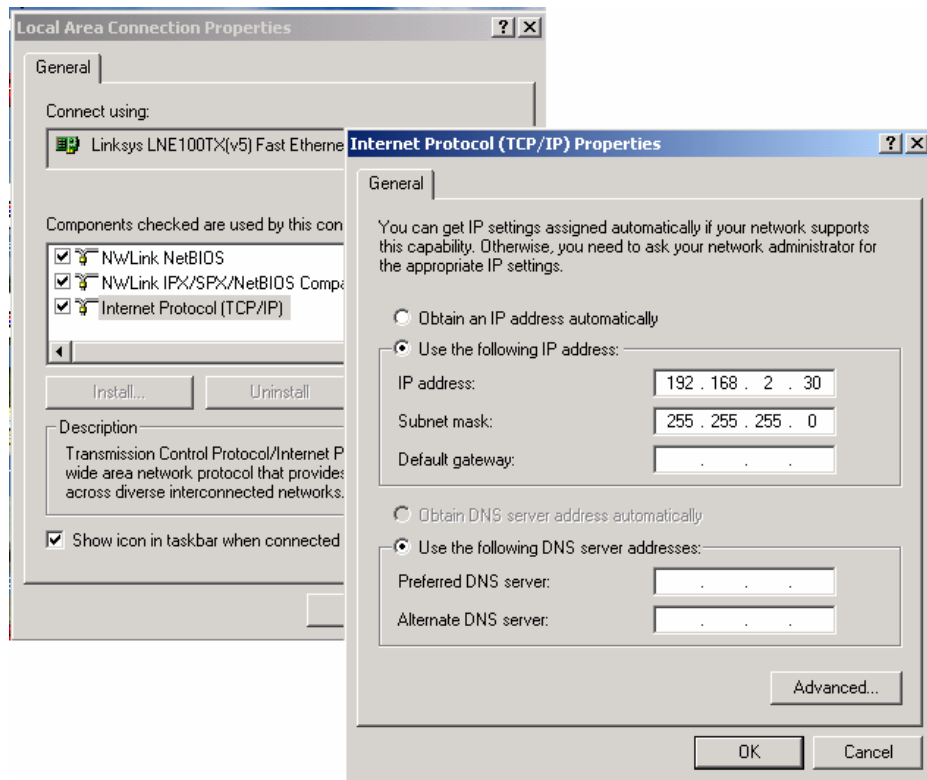 Local Area Connection Properties
General
Connect using:
Linksys LNE100TX(v5) Fast Etherne
Components checked are used by this con
NWLink NetBIOS
NWLink IPX/SPX/NetBIOS Compa
Internet Protocol (TCP/IP)
Install...
Uninstall
Description
Transmission Control Protocol/Internet P
wide area network protocol that provides
across diverse interconnected networks.
Show icon in taskbar when connected
Internet Protocol (TCP/IP) Properties
General
You can get IP settings assigned automatically if your network supports
this capability. Otherwise, you need to ask your network administrator for
the appropriate IP settings.
Obtain an IP address automatically
Use the following IP address:
IP address: 192 . 168 . 2 . 30
Subnet mask: 255 . 255 . 255 . 0
Default gateway: . . .
Obtain DNS server address automatically
Use the following DNS server addresses:
Preferred DNS server: . . .
Alternate DNS server: . . .
Advanced...
OK
Cancel